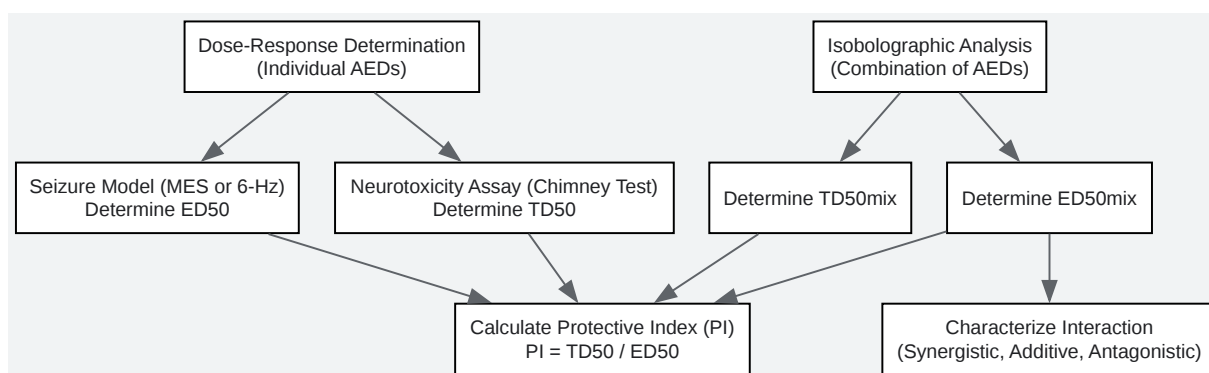 Dose-Response Determination
(Individual AEDs)
Isobolographic Analysis
(Combination of AEDs)
Seizure Model (MES or 6-Hz)
Determine ED50
Neurotoxicity Assay (Chimney Test)
Determine TD50
Determine TD50mix
Determine ED50mix
Calculate Protective Index (PI)
PI = TD50 / ED50
Characterize Interaction
(Synergistic, Additive, Antagonistic)